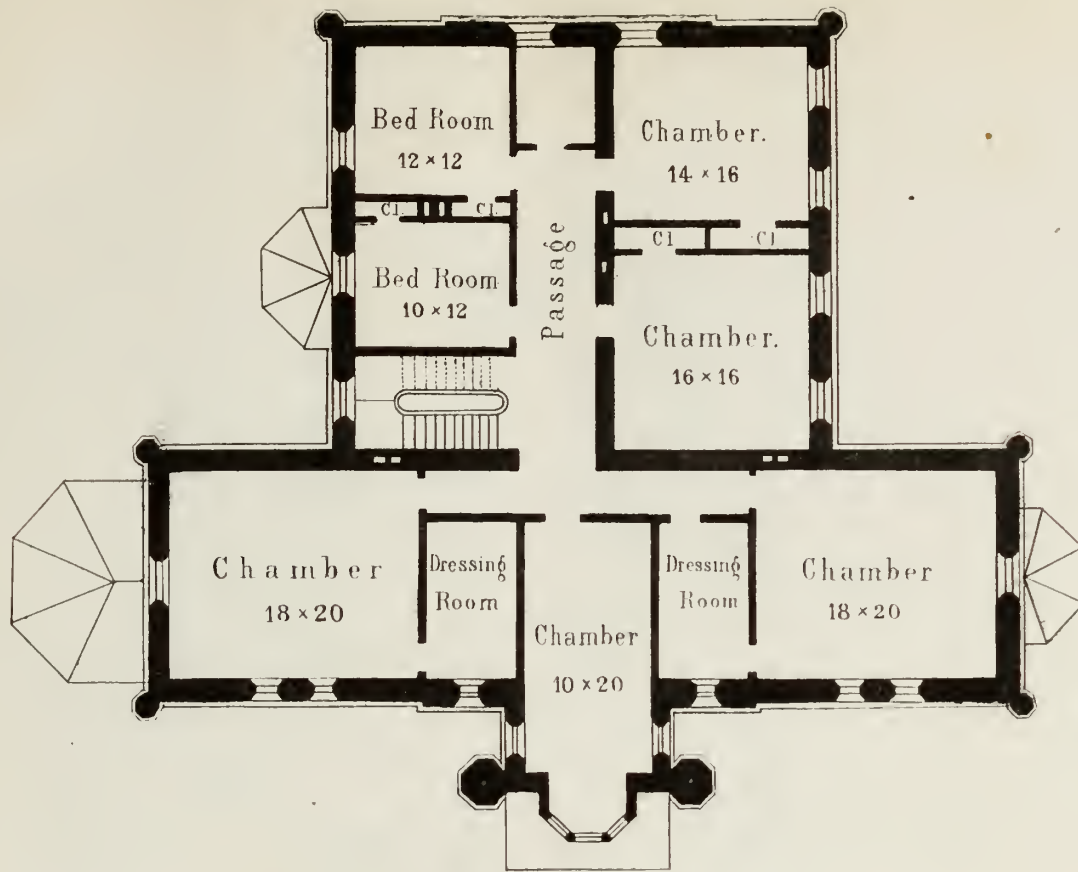 Bed Room
12 × 12
Chamber.
14 × 16
Cl.
Cl.
Cl
Cl
Passage
Bed Room
10 × 12
Chamber.
16 × 16
Chamber
18 × 20
Dressing
Room
Chamber
10 × 20
Dressing
Room
Chamber
18 × 20